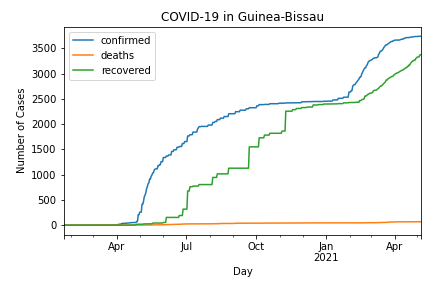 COVID-19 in Guinea-Bissau
confirmed
deaths
recovered
Number of Cases
3500
3000
2500
2000
1500
1000
500
0
Apr
Jul
Oct
Jan
2021
Apr
Day